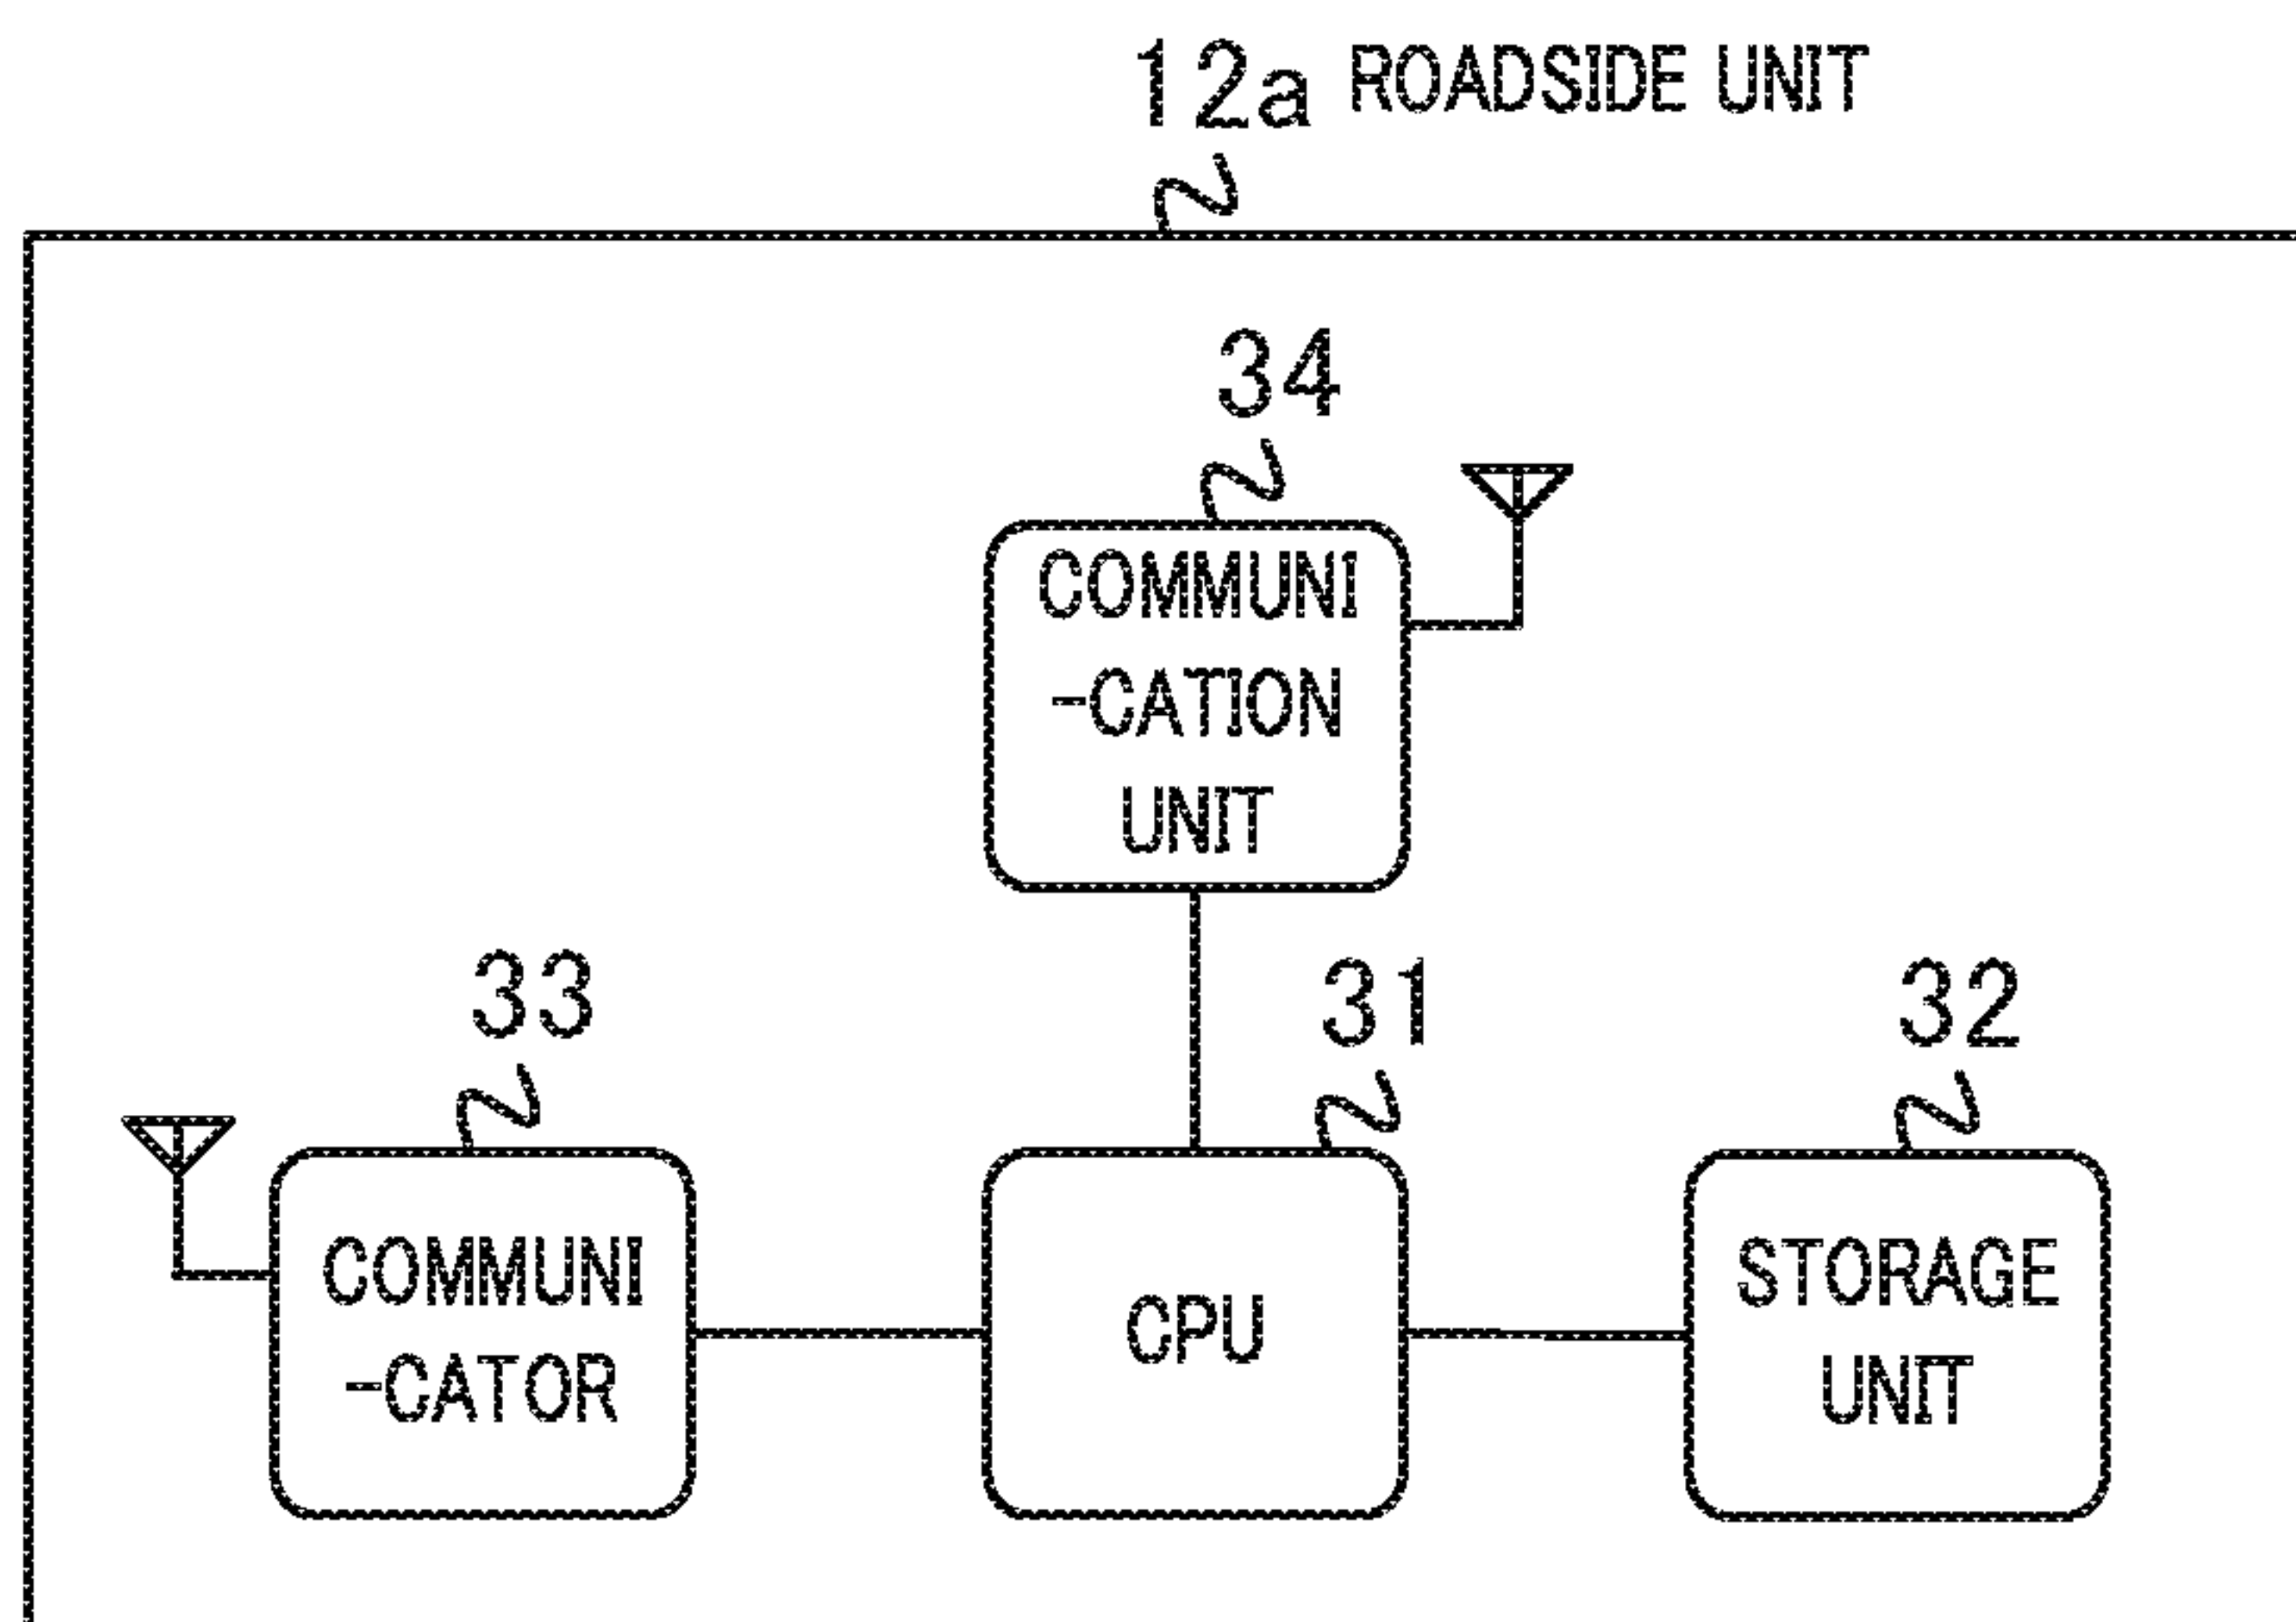 12a ROADSIDE UNIT
34
COMMUNI
-CATION
UNIT
33
31
32
COMMUNI
-CATOR
CPU
STORAGE
UNIT